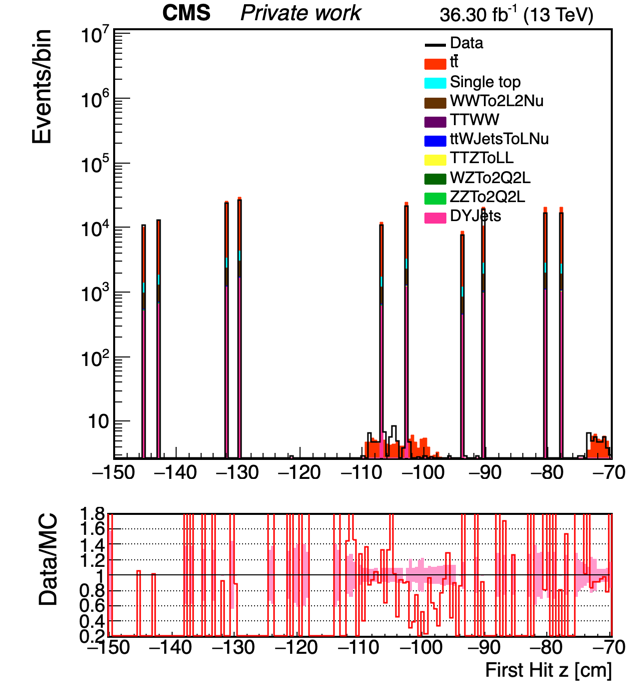 CMS Private work 36.30 fb⁻¹ (13 TeV)
Events/bin
10⁷
10⁶
10⁵
10⁴
10³
10²
10
Data
tt̄
Single top
WWTo2L2Nu
TTWW
ttWJetsToLNu
TTZToLL
WZTo2Q2L
ZZTo2Q2L
DYJets
−150 −140 −130 −120 −110 −100 −90 −80 −70
Data/MC
1.8
1.6
1.4
1.2
1
0.8
0.6
0.4
0.2
−150 −140 −130 −120 −110 −100 −90 −80 −70
First Hit z [cm]